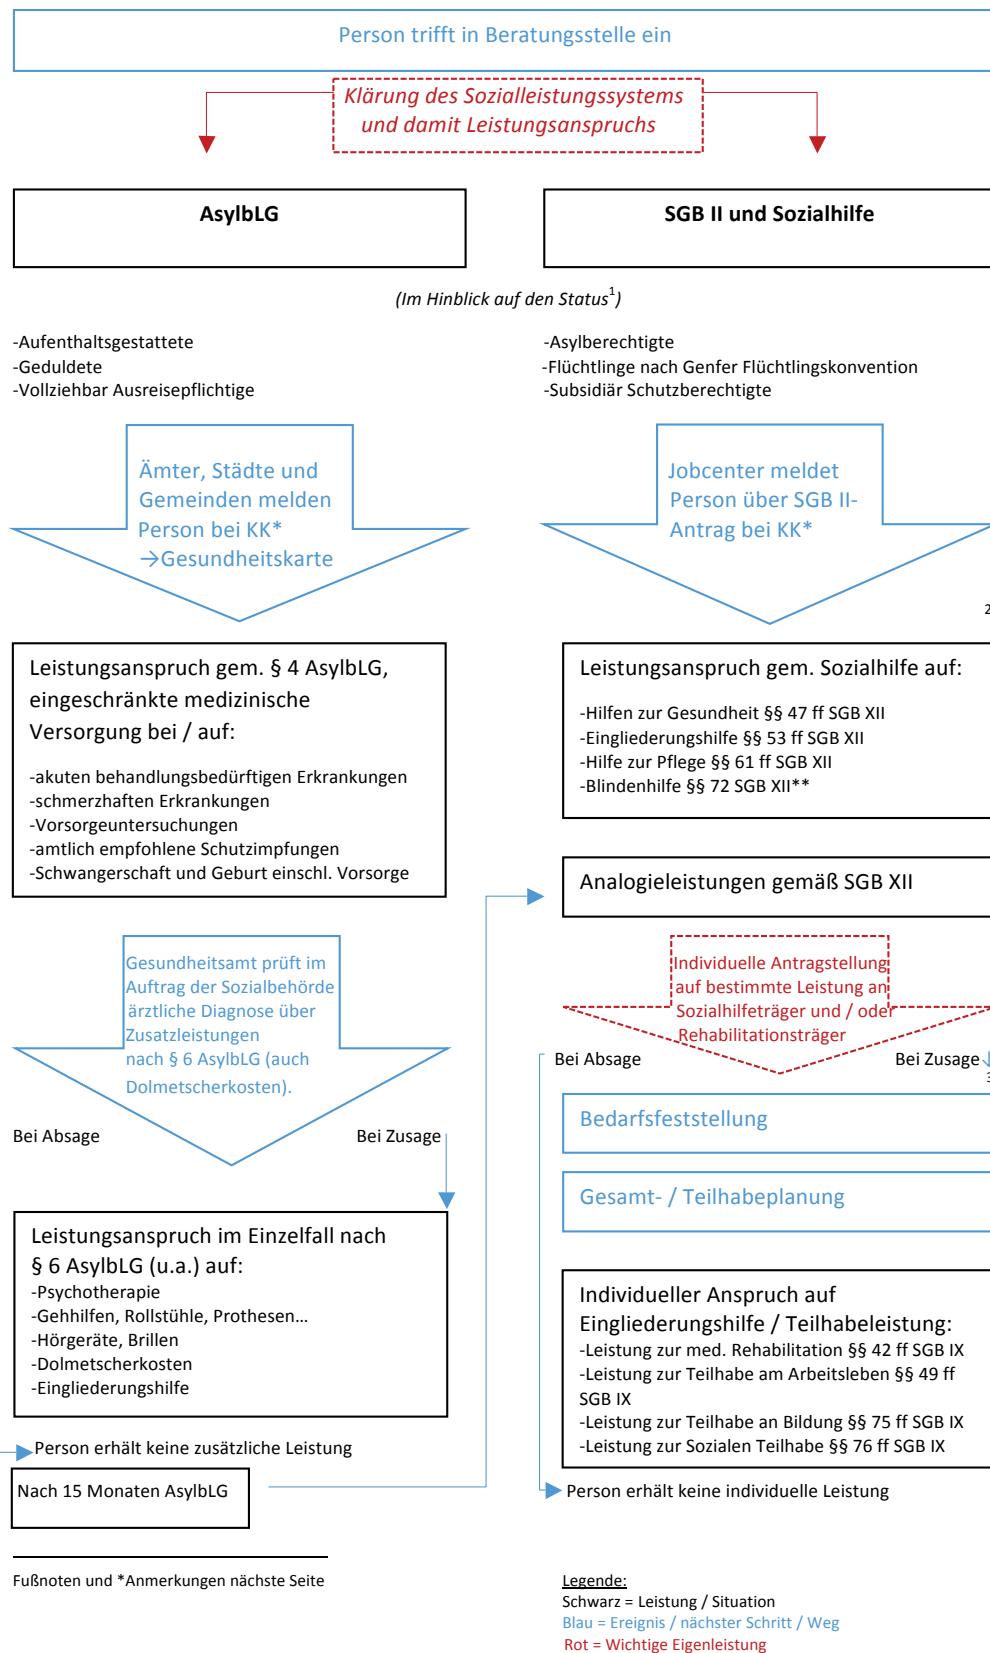 Person trifft in Beratungsstelle ein
Klärung des Sozialleistungssystems
und damit Leistungsanspruchs
AsylbLG
SGB II und Sozialhilfe
(Im Hinblick auf den Status1)
-Aufenthaltsgestattete
-Geduldete
-Vollziehbar Ausreisepflichtige
-Asylberechtigte
-Flüchtlinge nach Genfer Flüchtlingskonvention
-Subsidiär Schutzberechtigte
Ämter, Städte und
Gemeinden melden
Person bei KK*
→Gesundheitskarte
Jobcenter meldet
Person über SGB II-
Antrag bei KK*
2
Leistungsanspruch gem. § 4 AsylbLG,
eingeschränkte medizinische
Versorgung bei / auf:
-akuten behandlungsbedürftigen Erkrankungen
-schmerzhaften Erkrankungen
-Vorsorgeuntersuchungen
-amtlich empfohlene Schutzimpfungen
-Schwangerschaft und Geburt einschl. Vorsorge
Leistungsanspruch gem. Sozialhilfe auf:
-Hilfen zur Gesundheit §§ 47 ff SGB XII
-Eingliederungshilfe §§ 53 ff SGB XII
-Hilfe zur Pflege §§ 61 ff SGB XII
-Blindenhilfe §§ 72 SGB XII**
Analogieleistungen gemäß SGB XII
Gesundheitsamt prüft im
Auftrag der Sozialbehörde
ärztliche Diagnose über
Zusatzleistungen
nach § 6 AsylbLG (auch
Dolmetscherkosten).
Bei Absage
Bei Zusage
Individuelle Antragstellung
auf bestimmte Leistung an
Sozialhilfeträger und / oder
Rehabilitationsträger
Bei Absage
Bei Zusage
3
Bedarfsfeststellung
Gesamt- / Teilhabeplanung
Leistungsanspruch im Einzelfall nach
§ 6 AsylbLG (u.a.) auf:
-Psychotherapie
-Gehhilfen, Rollstühle, Prothesen…
-Hörgeräte, Brillen
-Dolmetscherkosten
-Eingliederungshilfe
Individueller Anspruch auf
Eingliederungshilfe / Teilhabeleistung:
-Leistung zur med. Rehabilitation §§ 42 ff SGB IX
-Leistung zur Teilhabe am Arbeitsleben §§ 49 ff
SGB IX
-Leistung zur Teilhabe an Bildung §§ 75 ff SGB IX
-Leistung zur Sozialen Teilhabe §§ 76 ff SGB IX
Person erhält keine zusätzliche Leistung
Nach 15 Monaten AsylbLG
Person erhält keine individuelle Leistung
Fußnoten und *Anmerkungen nächste Seite
Legende:
Schwarz = Leistung / Situation
Blau = Ereignis / nächster Schritt / Weg
Rot = Wichtige Eigenleistung